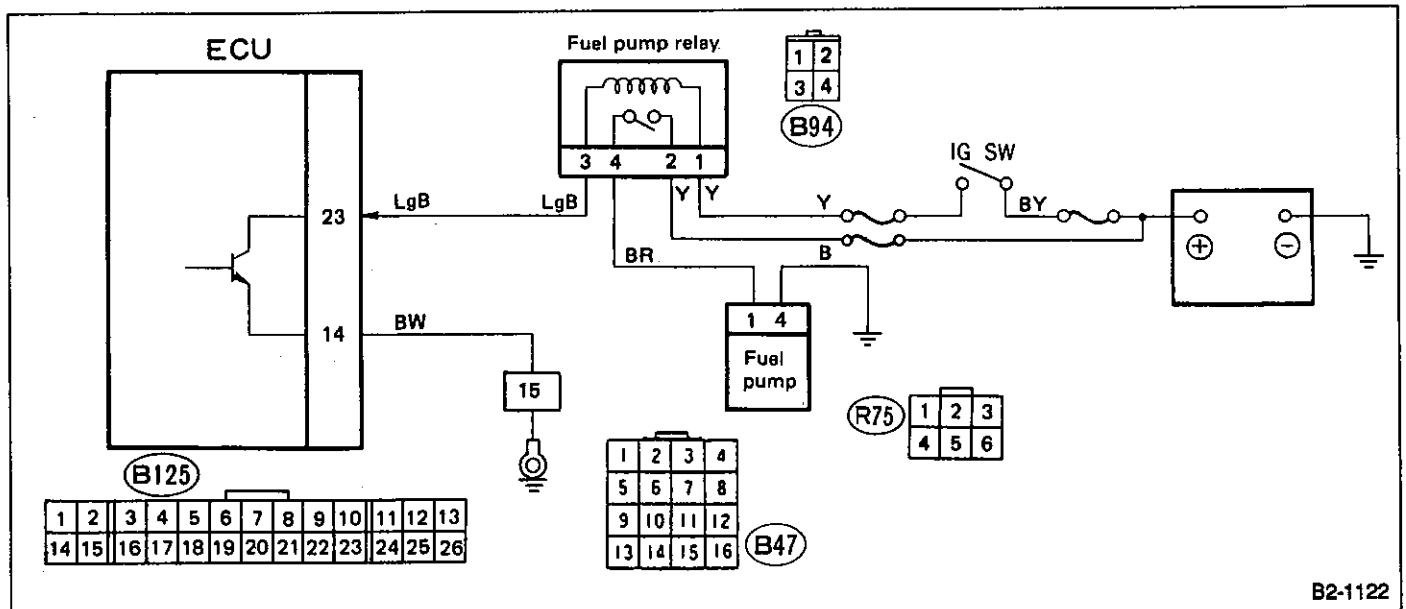 ECU
Fuel pump relay
1 2
3 4
B94
3 4 2 1
IG SW
23
LgB LgB
Y Y
Y
BY
B
+ -
BR
14
BW
1 4
Fuel
pump
15
R75
1 2 3
4 5 6
B125
1 2 3 4 5 6 7 8 9 10 11 12 13
14 15 16 17 18 19 20 21 22 23 24 25 26
1 2 3 4
5 6 7 8
9 10 11 12
13 14 15 16
B47
B2-1122